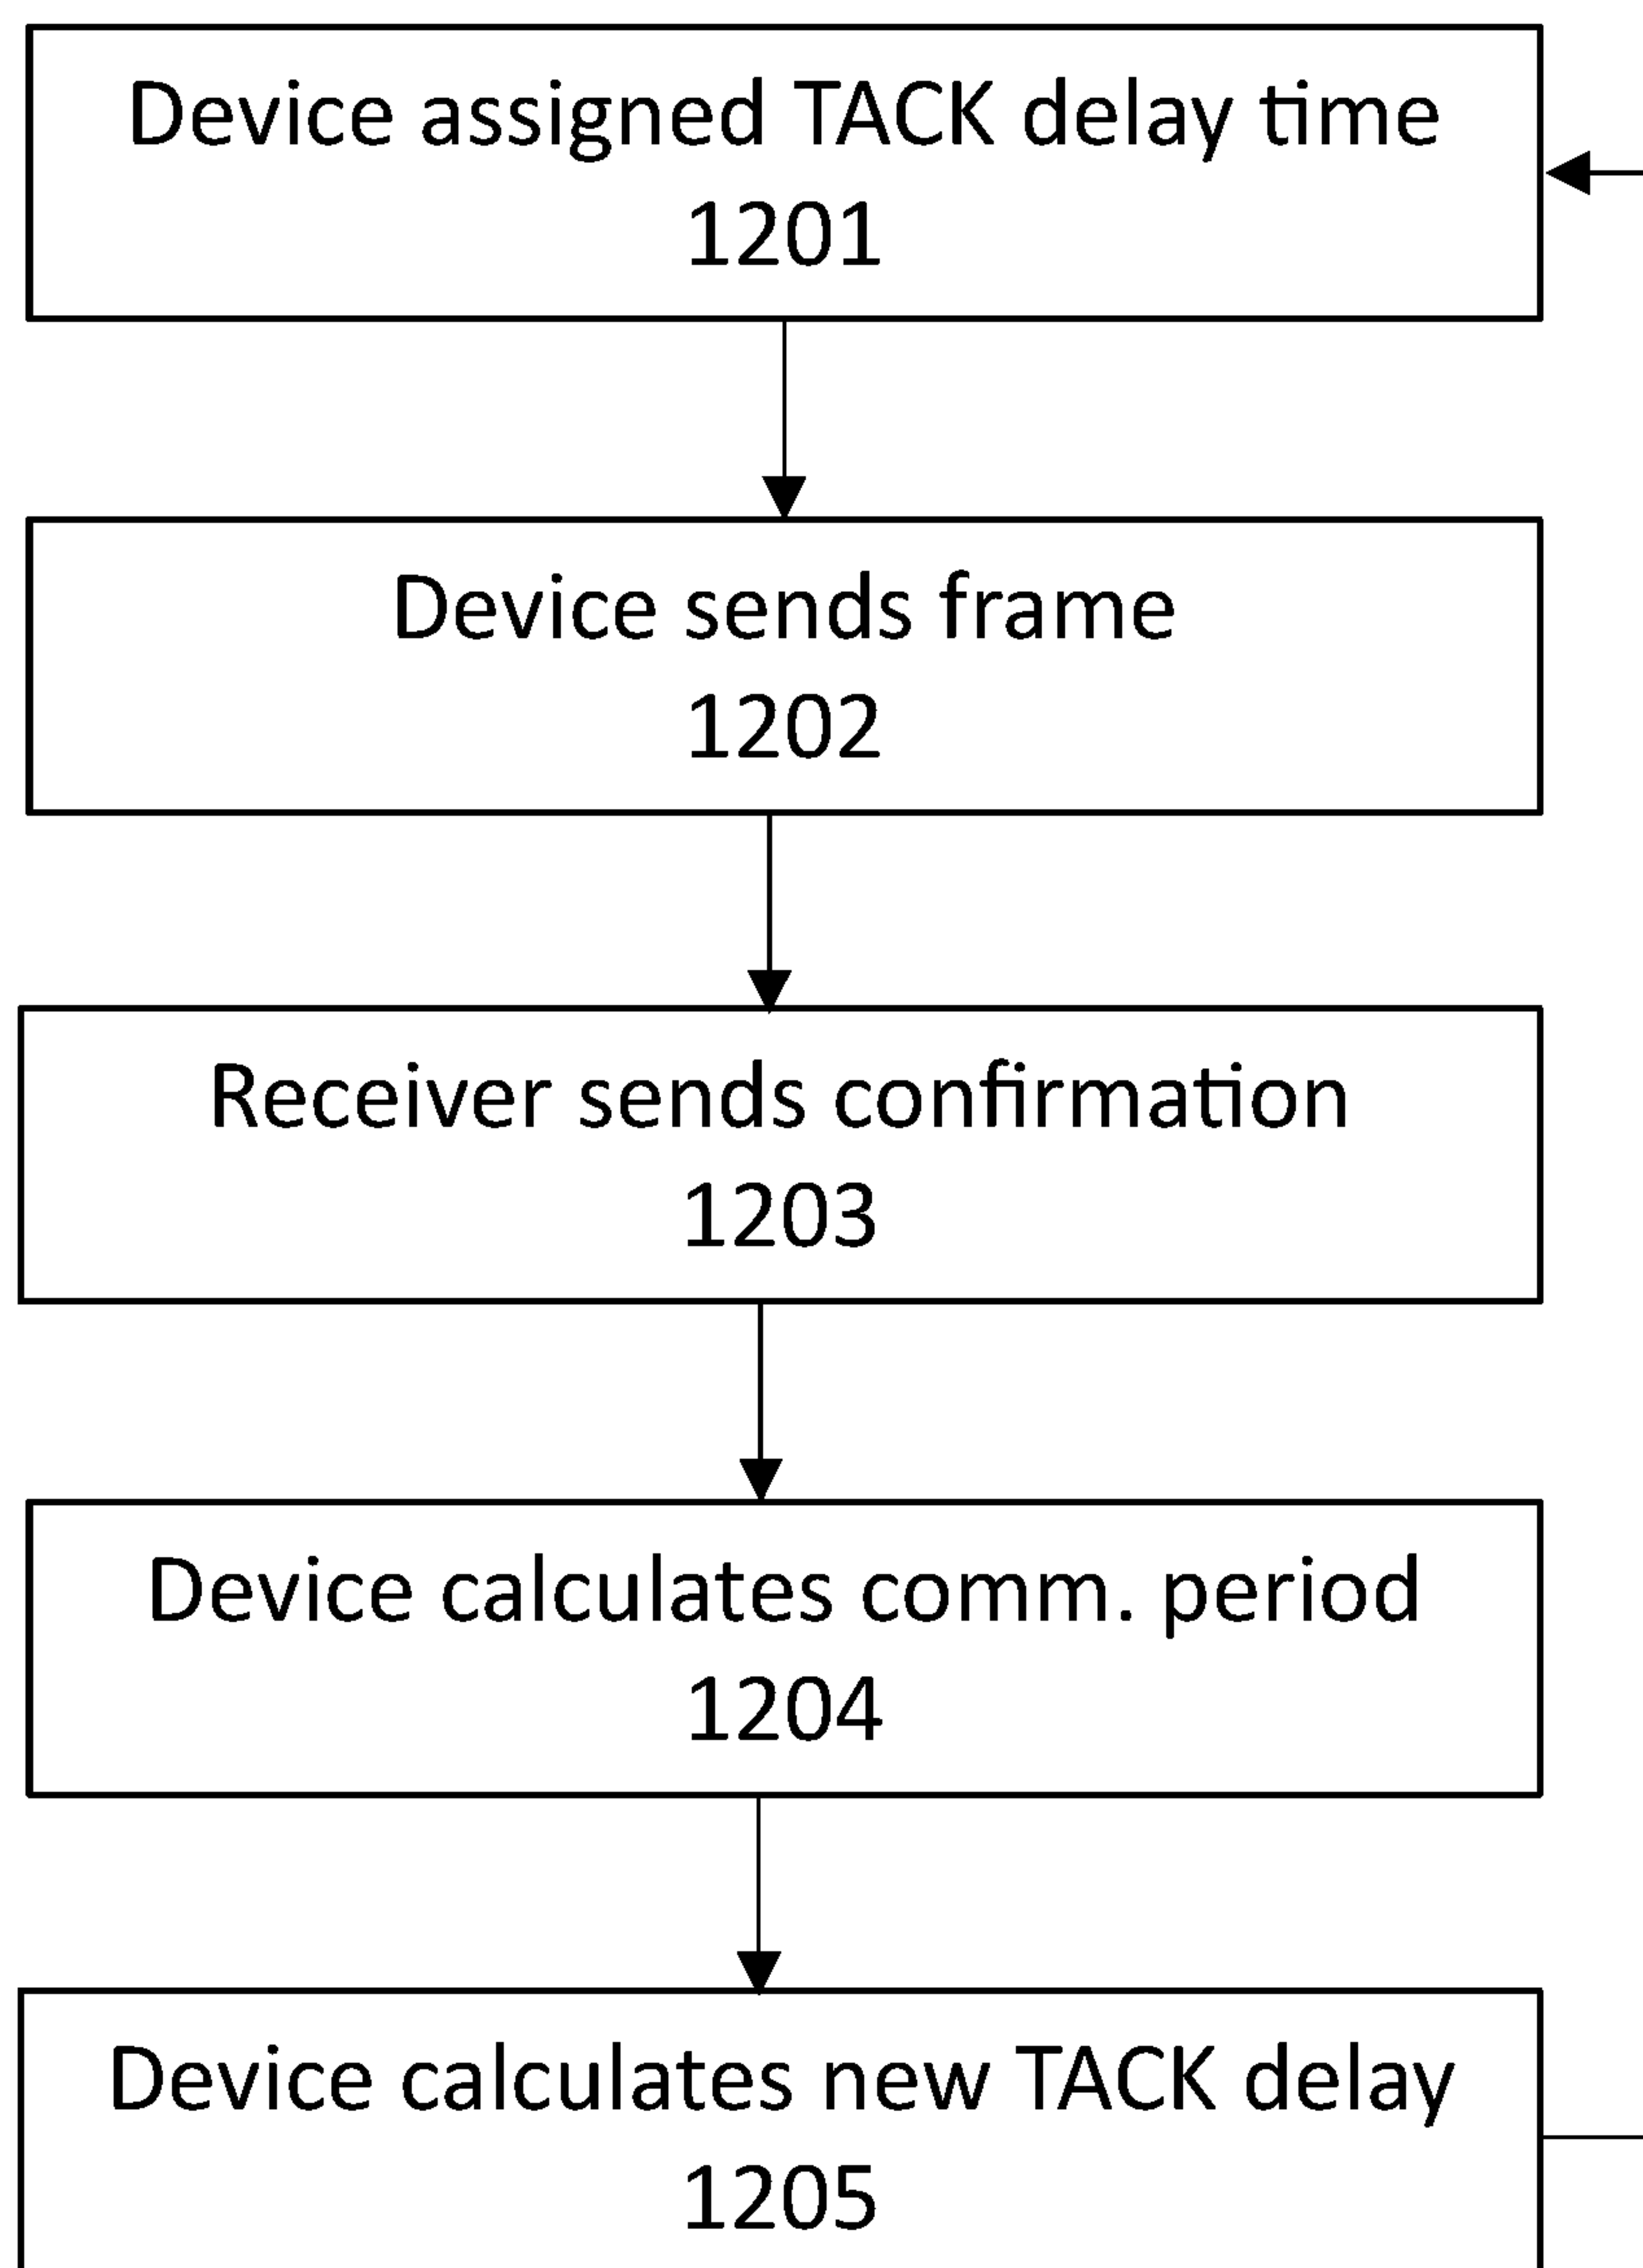 Device assigned TACK delay time
1201
Device sends frame
1202
Receiver sends confirmation
1203
Device calculates comm. period
1204
Device calculates new TACK delay
1205